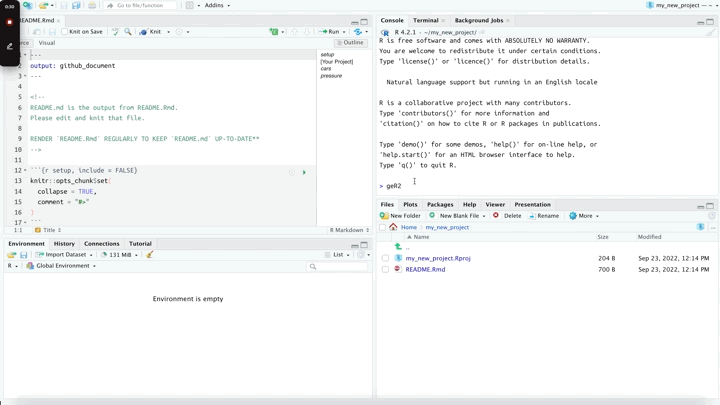 0:30
Go to file/function
Addins
my_new_project
README.Rmd
Knit on Save
Knit
Run
Source
Visual
Outline
1 ---
2 output: github_document
3 ---
4
5 <!--
6 README.md is the output from README.Rmd.
7 Please edit and knit that file.
8
9 RENDER `README.Rmd` REGULARLY TO KEEP `README.md` UP-TO-DATE**
10 -->
11
12 ```{r setup, include = FALSE}
13 knitr::opts_chunk$set(
14 collapse = TRUE,
15 comment = "#>"
16 )
17 ```
setup
[Your Project]
cars
pressure
1:1
Title
R Markdown
Environment
History
Connections
Tutorial
Import Dataset
131 MiB
List
R
Global Environment
Environment is empty
Console
Terminal
Background Jobs
R 4.2.1 · ~/my_new_project/
R is free software and comes with ABSOLUTELY NO WARRANTY.
You are welcome to redistribute it under certain conditions.
Type 'license()' or 'licence()' for distribution details.
Natural language support but running in an English locale
R is a collaborative project with many contributors.
Type 'contributors()' for more information and
'citation()' on how to cite R or R packages in publications.
Type 'demo()' for some demos, 'help()' for on-line help, or
'help.start()' for an HTML browser interface to help.
Type 'q()' to quit R.
> geR2
Files
Plots
Packages
Help
Viewer
Presentation
New Folder
New Blank File
Delete
Rename
More
Home
my_new_project
Name
Size
Modified
..
my_new_project.Rproj
204 B
Sep 23, 2022, 12:14 PM
README.Rmd
700 B
Sep 23, 2022, 12:14 PM